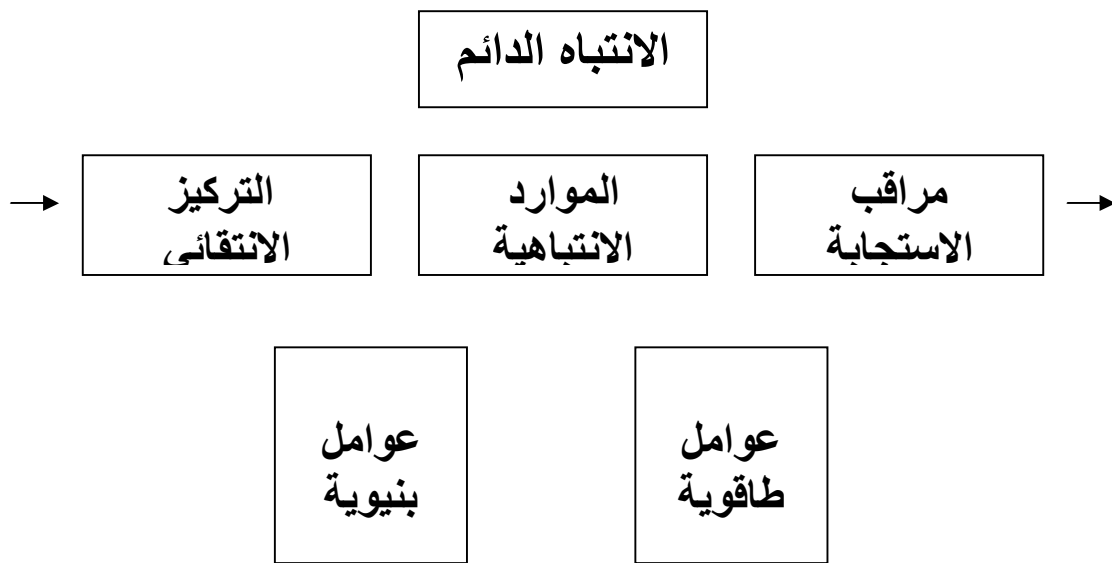 الانتباه الدائم
مراقب
الاستجابة
الموارد
الانتباهية
التركيز
الانتقائي
عوامل
طاقوية
عوامل
بنيوية